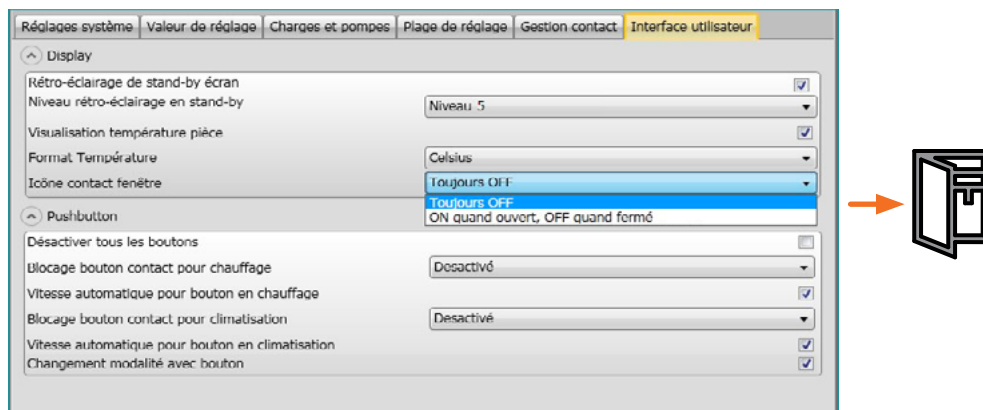 Réglages système Valeur de réglage Charges et pompes Plage de réglage Gestion contact Interface utilisateur
Display
Rétro-éclairage de stand-by écran
Niveau rétro-éclairage en stand-by Niveau 5
Visualisation température pièce
Format Température Celsius
Icône contact fenêtre Toujours OFF
Toujours OFF
ON quand ouvert, OFF quand fermé
Pushbutton
Désactiver tous les boutons
Blocage bouton contact pour chauffage Desactivé
Vitesse automatique pour bouton en chauffage
Blocage bouton contact pour climatisation Desactivé
Vitesse automatique pour bouton en climatisation
Changement modalité avec bouton